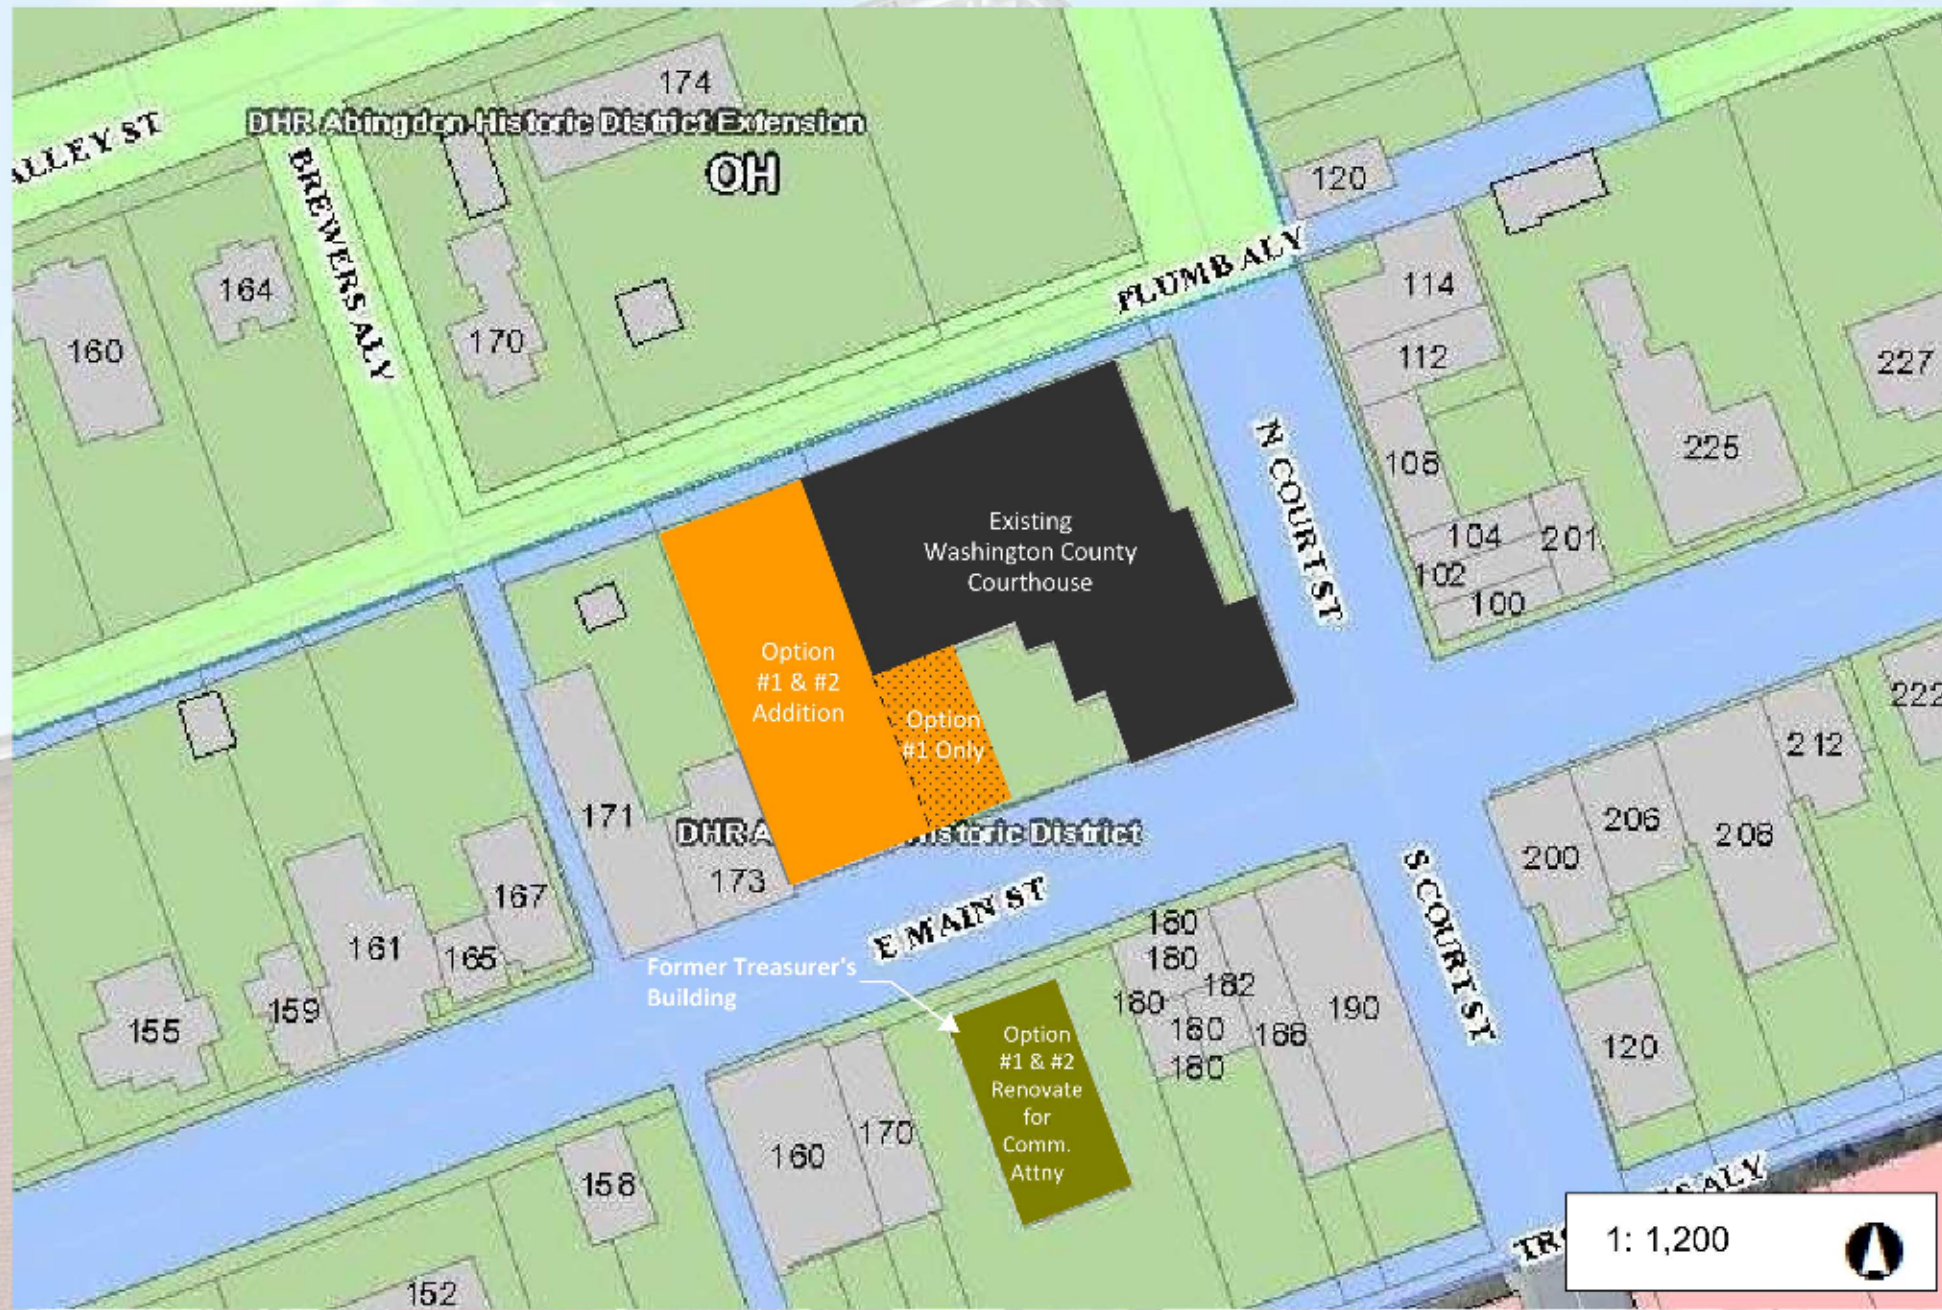 174
DHR Abingdon Historic District Extension
OH
ALLEY ST
BREWERS ALY
120
164
160
170
PLUMB ALY
114
112
227
225
108
N COURT ST
Existing
Washington County
Courthouse
104
201
102
100
Option
#1 & #2
Addition
Option
#1 Only
222
212
206
208
200
171
173
DHR A
istoric District
E MAIN ST
S COURT ST
167
161
165
159
155
180
180
182
180
180
188
190
180
Former Treasurer's
Building
Option
#1 & #2
Renovate
for
Comm.
Attny
120
160
170
158
152
ALY
TR
1: 1,200